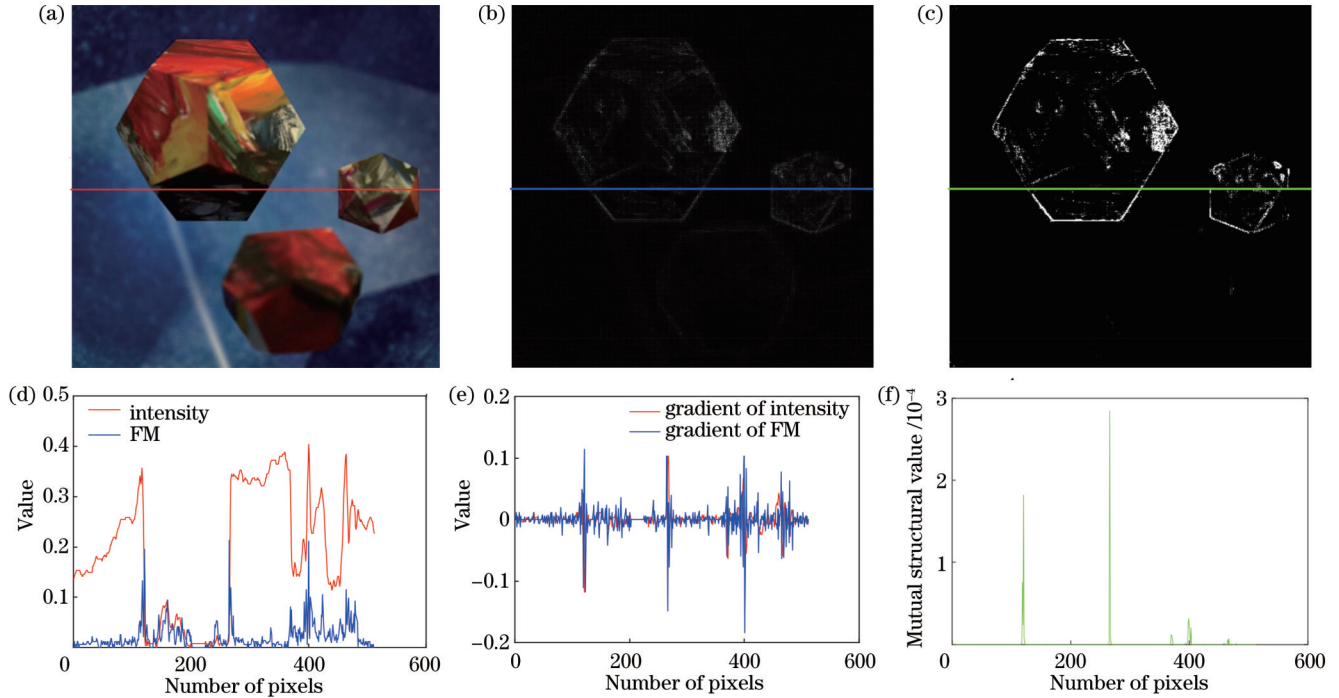 (a)
(b)
(c)
(d)
0.5
0.4
0.3
0.2
0.1
Value
intensity
FM
0
200
400
600
Number of pixels
(e)
0.2
0.1
0
−0.1
−0.2
Value
gradient of intensity
gradient of FM
0
200
400
600
Number of pixels
(f)
3
2
1
Mutual structural value /10⁻⁴
0
200
400
600
Number of pixels